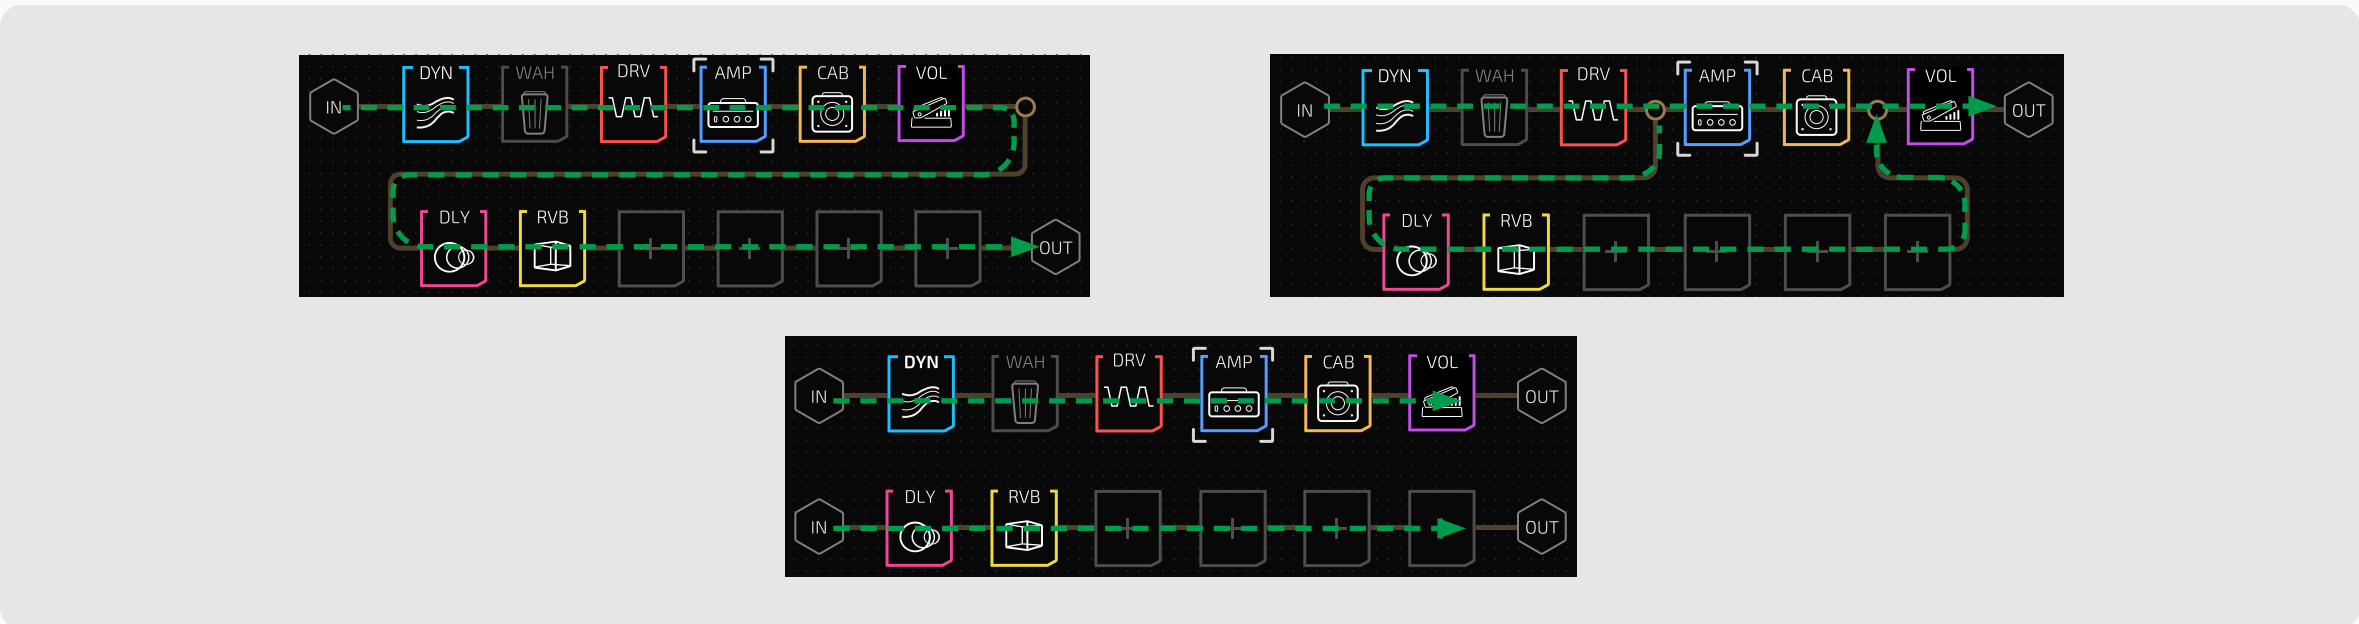 IN DYN WAH DRV AMP CAB VOL
DLY RVB OUT
IN DYN WAH DRV AMP CAB VOL OUT
DLY RVB
IN DYN WAH DRV AMP CAB VOL OUT
IN DLY RVB OUT